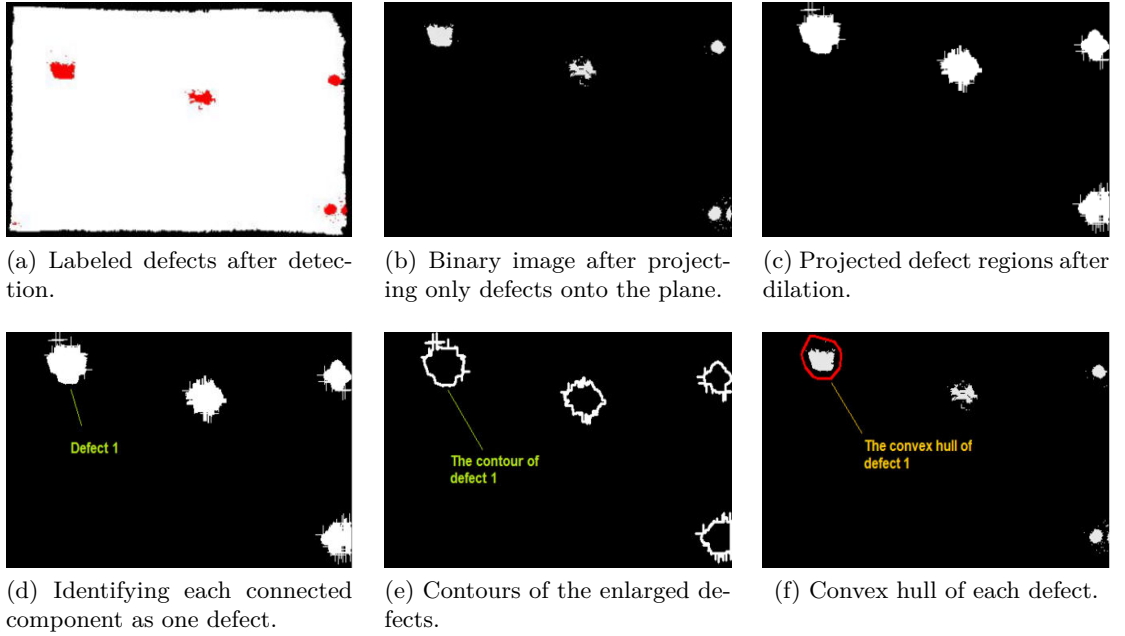 (a) Labeled defects after detec-
tion.
(b) Binary image after project-
ing only defects onto the plane.
(c) Projected defect regions after
dilation.
Defect 1
The contour of
defect 1
The convex hull of
defect 1
(d) Identifying each connected
component as one defect.
(e) Contours of the enlarged de-
fects.
(f) Convex hull of each defect.